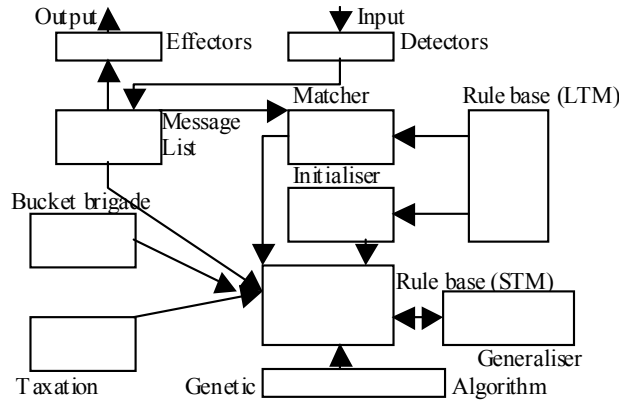 Output
Input
Effectors
Detectors
Matcher
Rule base (LTM)
Message
List
Initialiser
Bucket brigade
Rule base (STM)
Generaliser
Taxation
Genetic
Algorithm